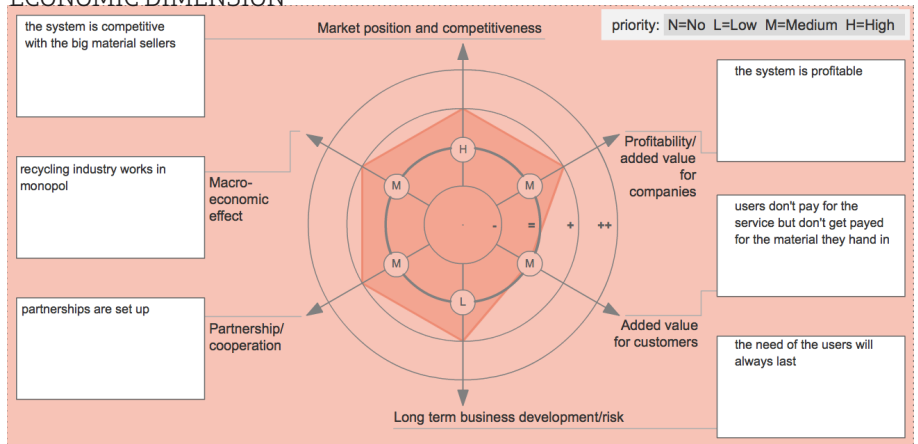 ECONOMIC DIMENSION
the system is competitive
with the big material sellers
Market position and competitiveness
priority: N=No L=Low M=Medium H=High
the system is profitable
Profitability/
added value
for
companies
recycling industry works in
monopol
Macro-
economic
effect
H
M
M
- = + ++
M
M
L
users don't pay for the
service but don't get payed
for the material they hand in
partnerships are set up
Partnership/
cooperation
Added value
for customers
the need of the users will
always last
Long term business development/risk